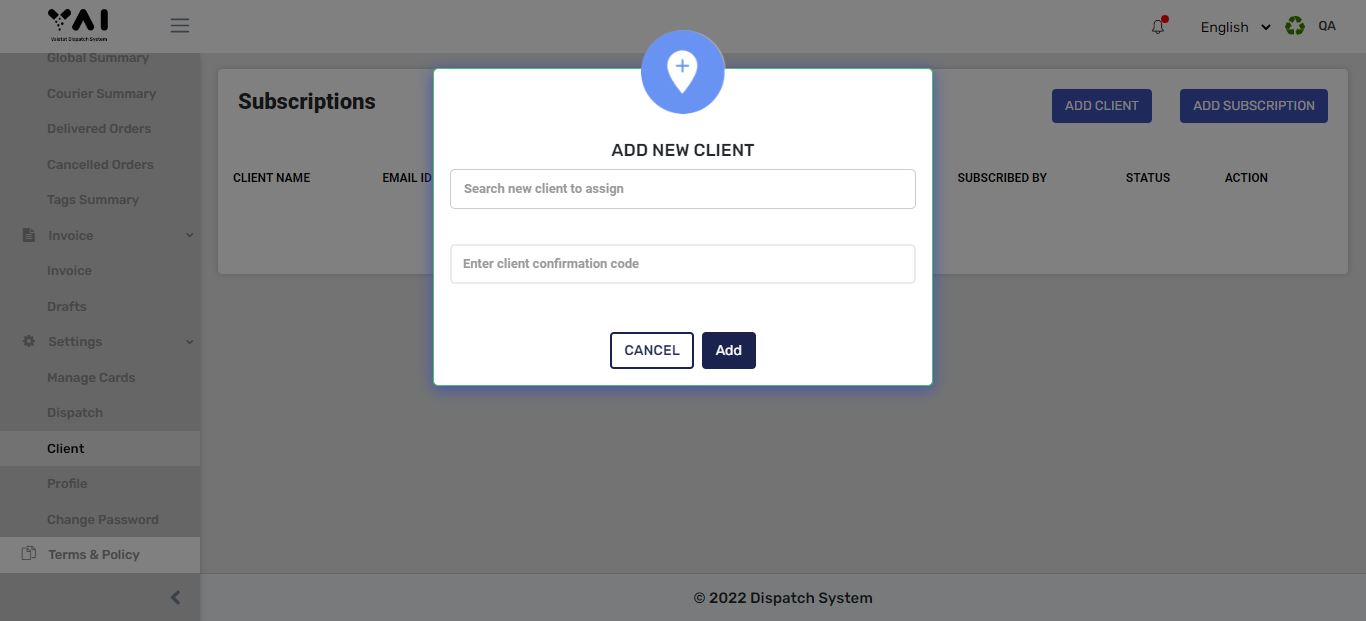 YAI
Valstat Dispatch System
English
QA
Global Summary
Courier Summary
Delivered Orders
Cancelled Orders
Tags Summary
Invoice
Invoice
Drafts
Settings
Manage Cards
Dispatch
Client
Profile
Change Password
Terms & Policy
Subscriptions
ADD CLIENT
ADD SUBSCRIPTION
CLIENT NAME
EMAIL ID
SUBSCRIBED BY
STATUS
ACTION
ADD NEW CLIENT
Search new client to assign
Enter client confirmation code
CANCEL
Add
© 2022 Dispatch System